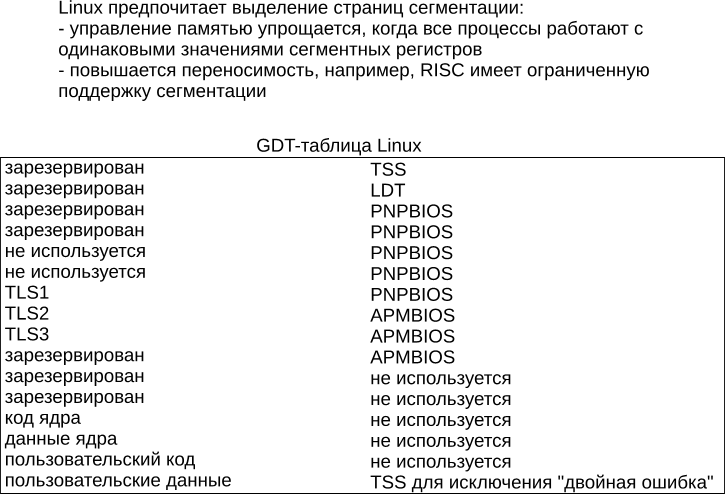 Linux предпочитает выделение страниц сегментации:
- управление памятью упрощается, когда все процессы работают с
одинаковыми значениями сегментных регистров
- повышается переносимость, например, RISC имеет ограниченную
поддержку сегментации
GDT-таблица Linux
зарезервирован TSS
зарезервирован LDT
зарезервирован PNPBIOS
зарезервирован PNPBIOS
не используется PNPBIOS
не используется PNPBIOS
TLS1 PNPBIOS
TLS2 APMBIOS
TLS3 APMBIOS
зарезервирован APMBIOS
зарезервирован не используется
зарезервирован не используется
код ядра не используется
данные ядра не используется
пользовательский код не используется
пользовательские данные TSS для исключения "двойная ошибка"